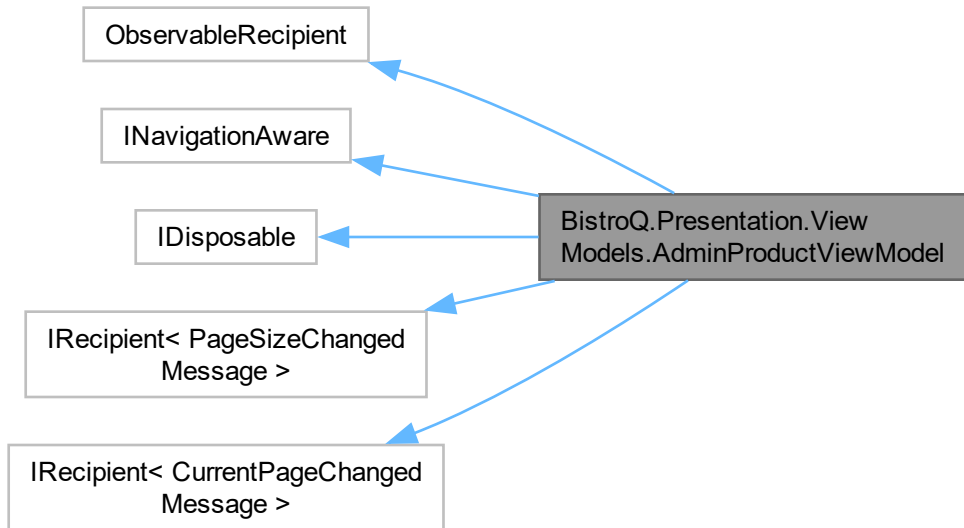 ObservableRecipient
INavigationAware
IDisposable
BistroQ.Presentation.View
Models.AdminProductViewModel
IRecipient< PageSizeChanged
Message >
IRecipient< CurrentPageChanged
Message >